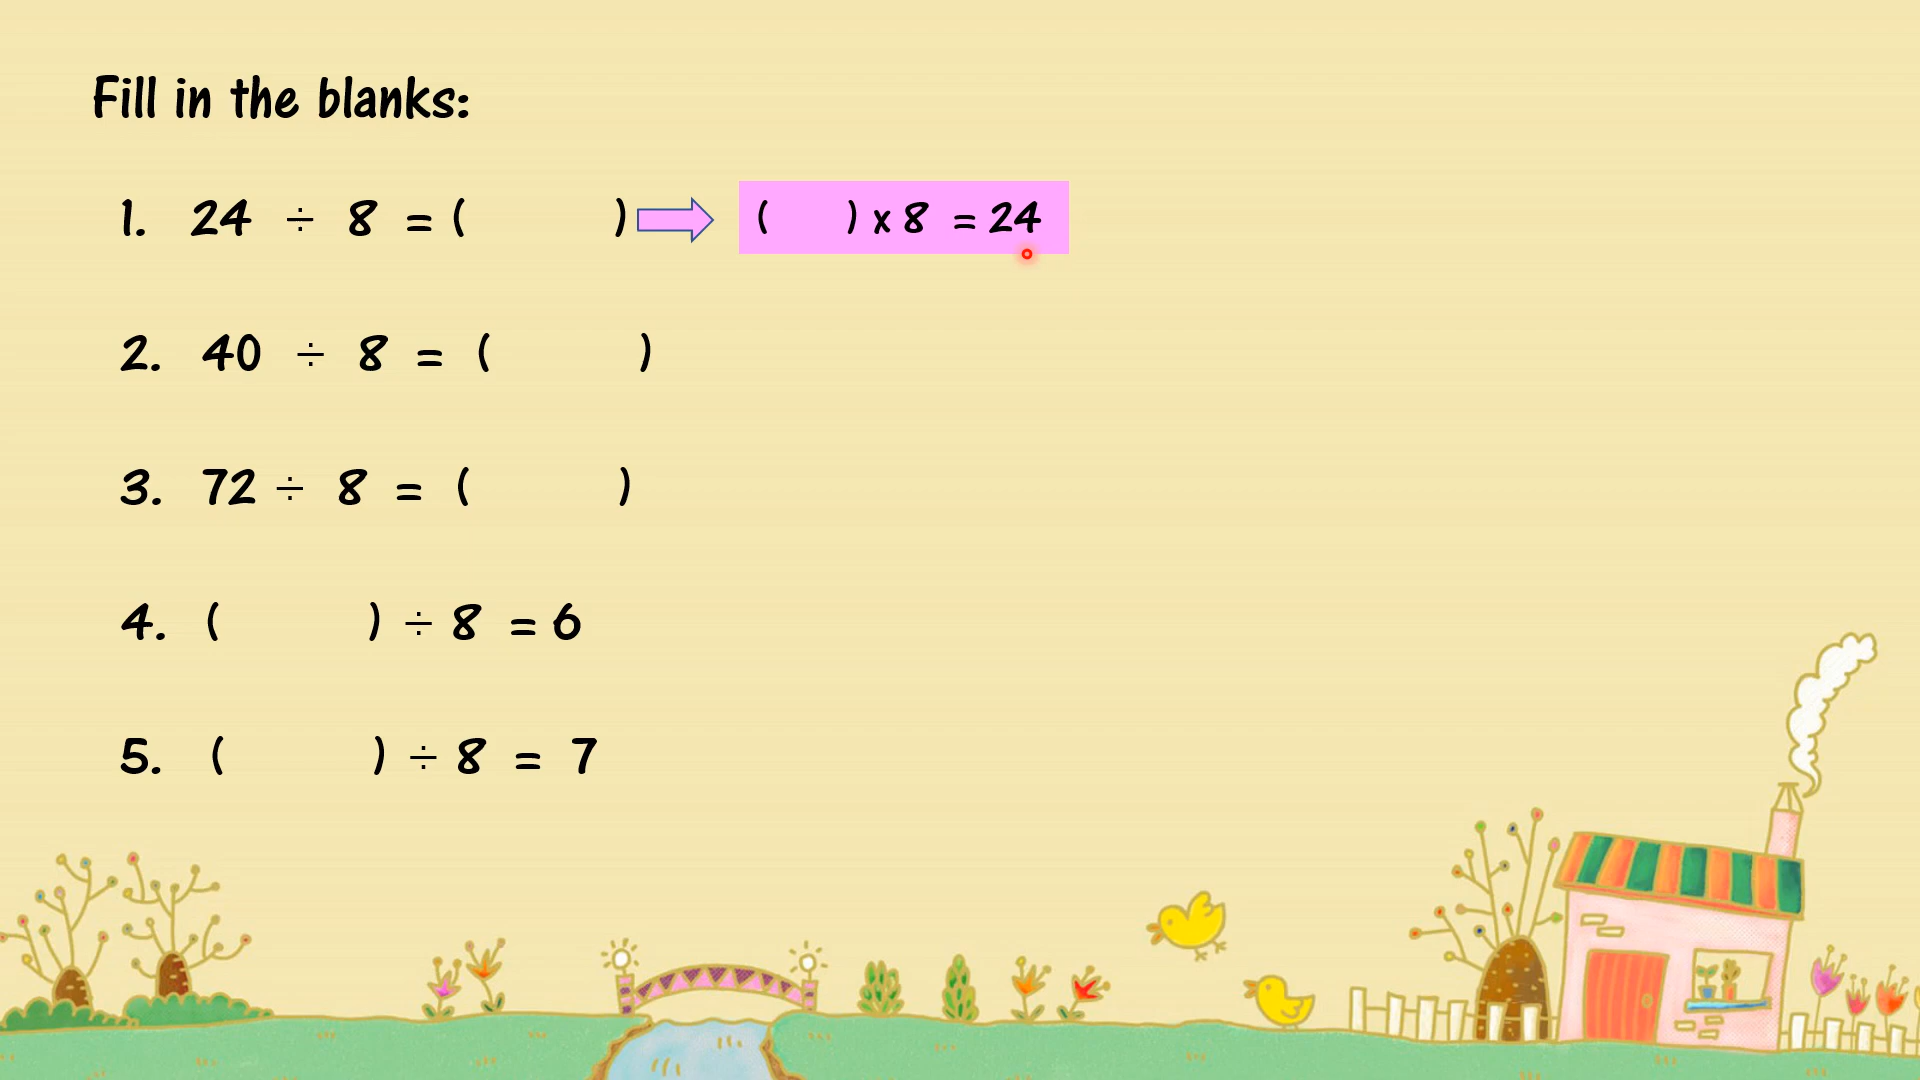 Fill in the blanks:
1. 24 ÷ 8 = ( ) ( ) x 8 = 24
2. 40 ÷ 8 = ( )
3. 72 ÷ 8 = ( )
4. ( ) ÷ 8 = 6
5. ( ) ÷ 8 = 7